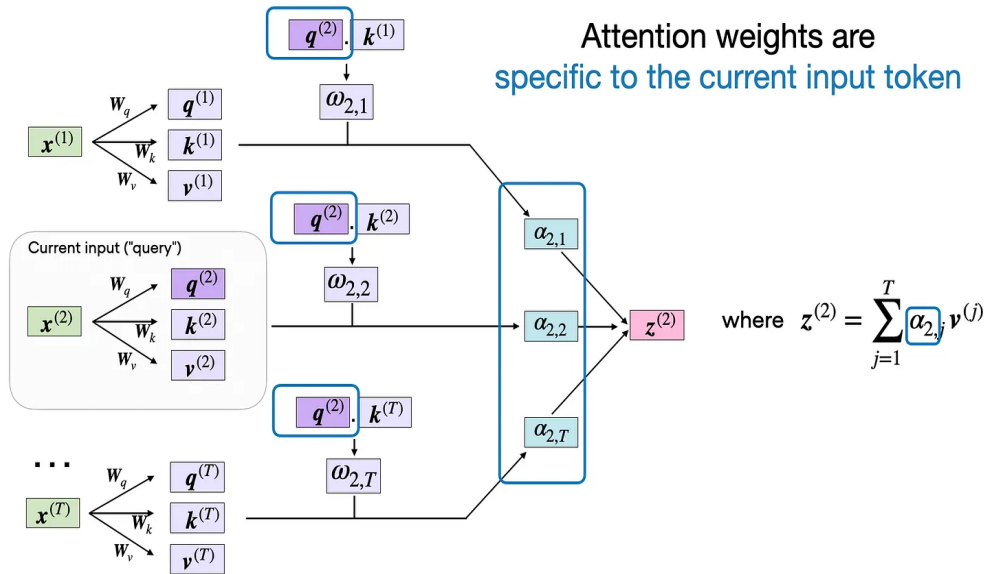 q(2) . k(1)
Attention weights are
specific to the current input token
ω2,1
Wq
q(1)
x(1)
Wk
k(1)
Wv
v(1)
q(2) . k(2)
α2,1
Current input ("query")
ω2,2
Wq
q(2)
x(2)
Wk
k(2)
Wv
v(2)
α2,2
z(2)
where z(2) = ∑j=1T α2,j v(j)
q(2) . k(T)
α2,T
...
ω2,T
Wq
q(T)
x(T)
Wk
k(T)
Wv
v(T)